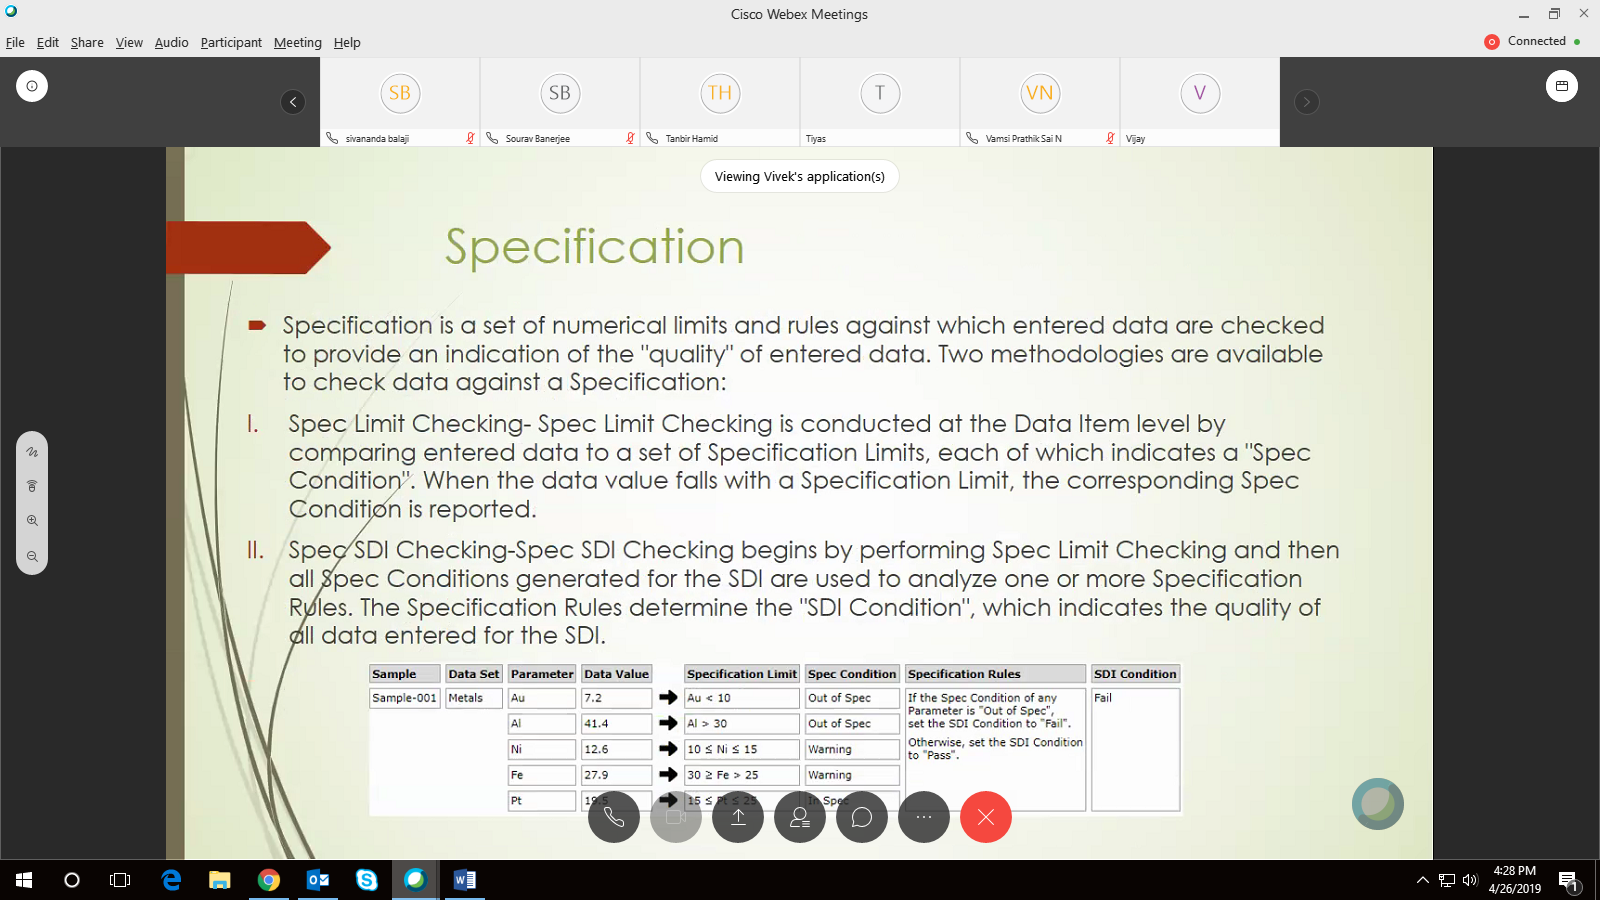 Cisco Webex Meetings
File Edit Share View Audio Participant Meeting Help
Connected
SB SB TH T VN V
sivananda balaji Sourav Banerjee Tanbir Hamid Tiyas Vamsi Prathik Sai N Vijay
Viewing Vivek's application(s)
Specification
Specification is a set of numerical limits and rules against which entered data are checked
to provide an indication of the "quality" of entered data. Two methodologies are available
to check data against a Specification:
I. Spec Limit Checking- Spec Limit Checking is conducted at the Data Item level by
comparing entered data to a set of Specification Limits, each of which indicates a "Spec
Condition". When the data value falls with a Specification Limit, the corresponding Spec
Condition is reported.
II. Spec SDI Checking-Spec SDI Checking begins by performing Spec Limit Checking and then
all Spec Conditions generated for the SDI are used to analyze one or more Specification
Rules. The Specification Rules determine the "SDI Condition", which indicates the quality of
all data entered for the SDI.
Sample Data Set Parameter Data Value Specification Limit Spec Condition Specification Rules SDI Condition
Sample-001 Metals Au 7.2 Au < 10 Out of Spec If the Spec Condition of any Fail
Parameter is "Out of Spec",
Al 41.4 Al > 30 Out of Spec set the SDI Condition to "Fail".
Otherwise, set the SDI Condition
Ni 12.6 10 ≤ Ni ≤ 15 Warning to "Pass".
Fe 27.9 30 ≥ Fe > 25 Warning
Pt 19.5 15 ≤ Pt ≤ 25 In Spec
4:28 PM
4/26/2019
1